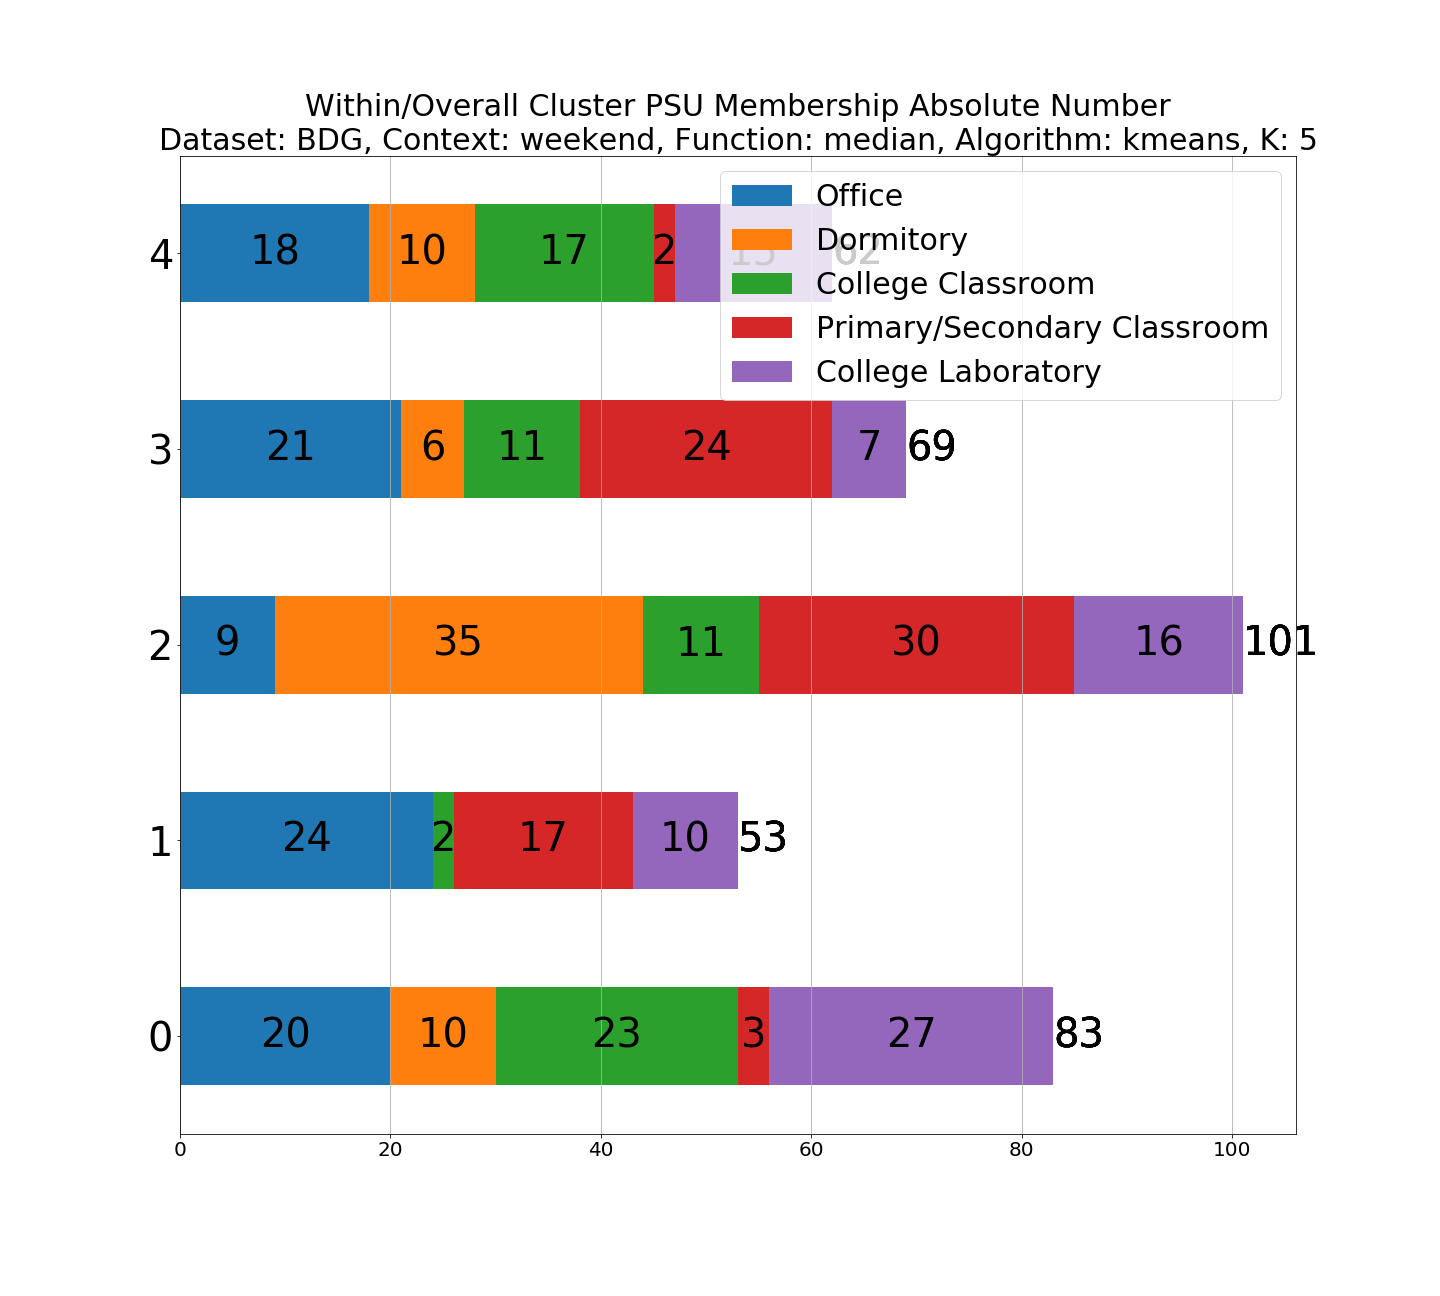 Within/Overall Cluster PSU Membership Absolute Number
Dataset: BDG, Context: weekend, Function: median, Algorithm: kmeans, K: 5
Office
Dormitory
College Classroom
Primary/Secondary Classroom
College Laboratory
4 18 10 17 2 15 62
3 21 6 11 24 7 69
2 9 35 11 30 16 101
1 24 2 17 10 53
0 20 10 23 3 27 83
0 20 40 60 80 100